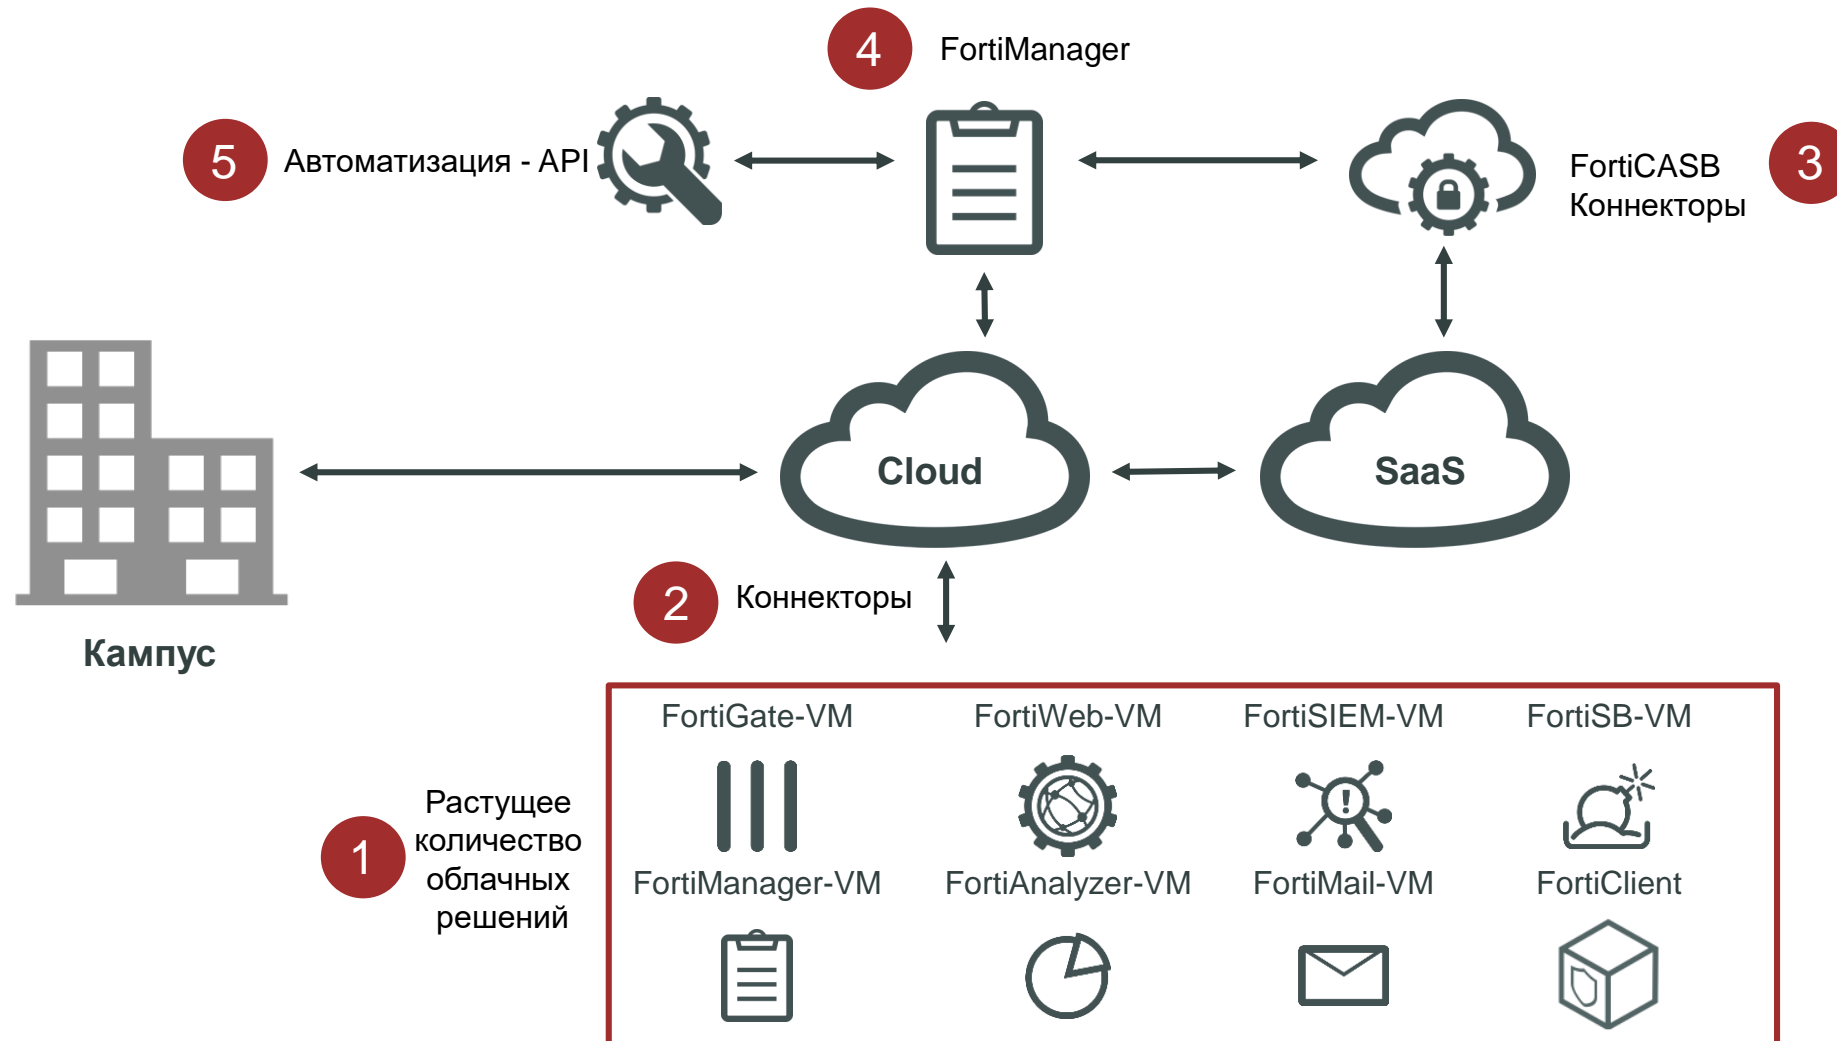 4
FortiManager
5
Автоматизация - API
FortiCASB
Коннекторы
3
Cloud
SaaS
Кампус
2
Коннекторы
1
Растущее
количество
облачных
решений
FortiGate-VM
FortiWeb-VM
FortiSIEM-VM
FortiSB-VM
FortiManager-VM
FortiAnalyzer-VM
FortiMail-VM
FortiClient